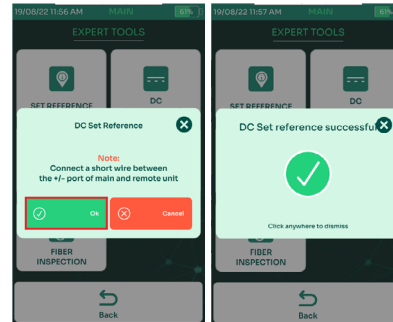 19/08/22 11:56 AM MAIN 61%
EXPERT TOOLS
SET REFERENCE
DC
DC Set Reference
Note:
Connect a short wire between
the +/- port of main and remote unit
Ok
Cancel
FIBER
INSPECTION
Back
19/08/22 11:57 AM MAIN 61%
EXPERT TOOLS
SET REFERENCE
DC
DC Set reference successful
Click anywhere to dismiss
FIBER
INSPECTION
Back